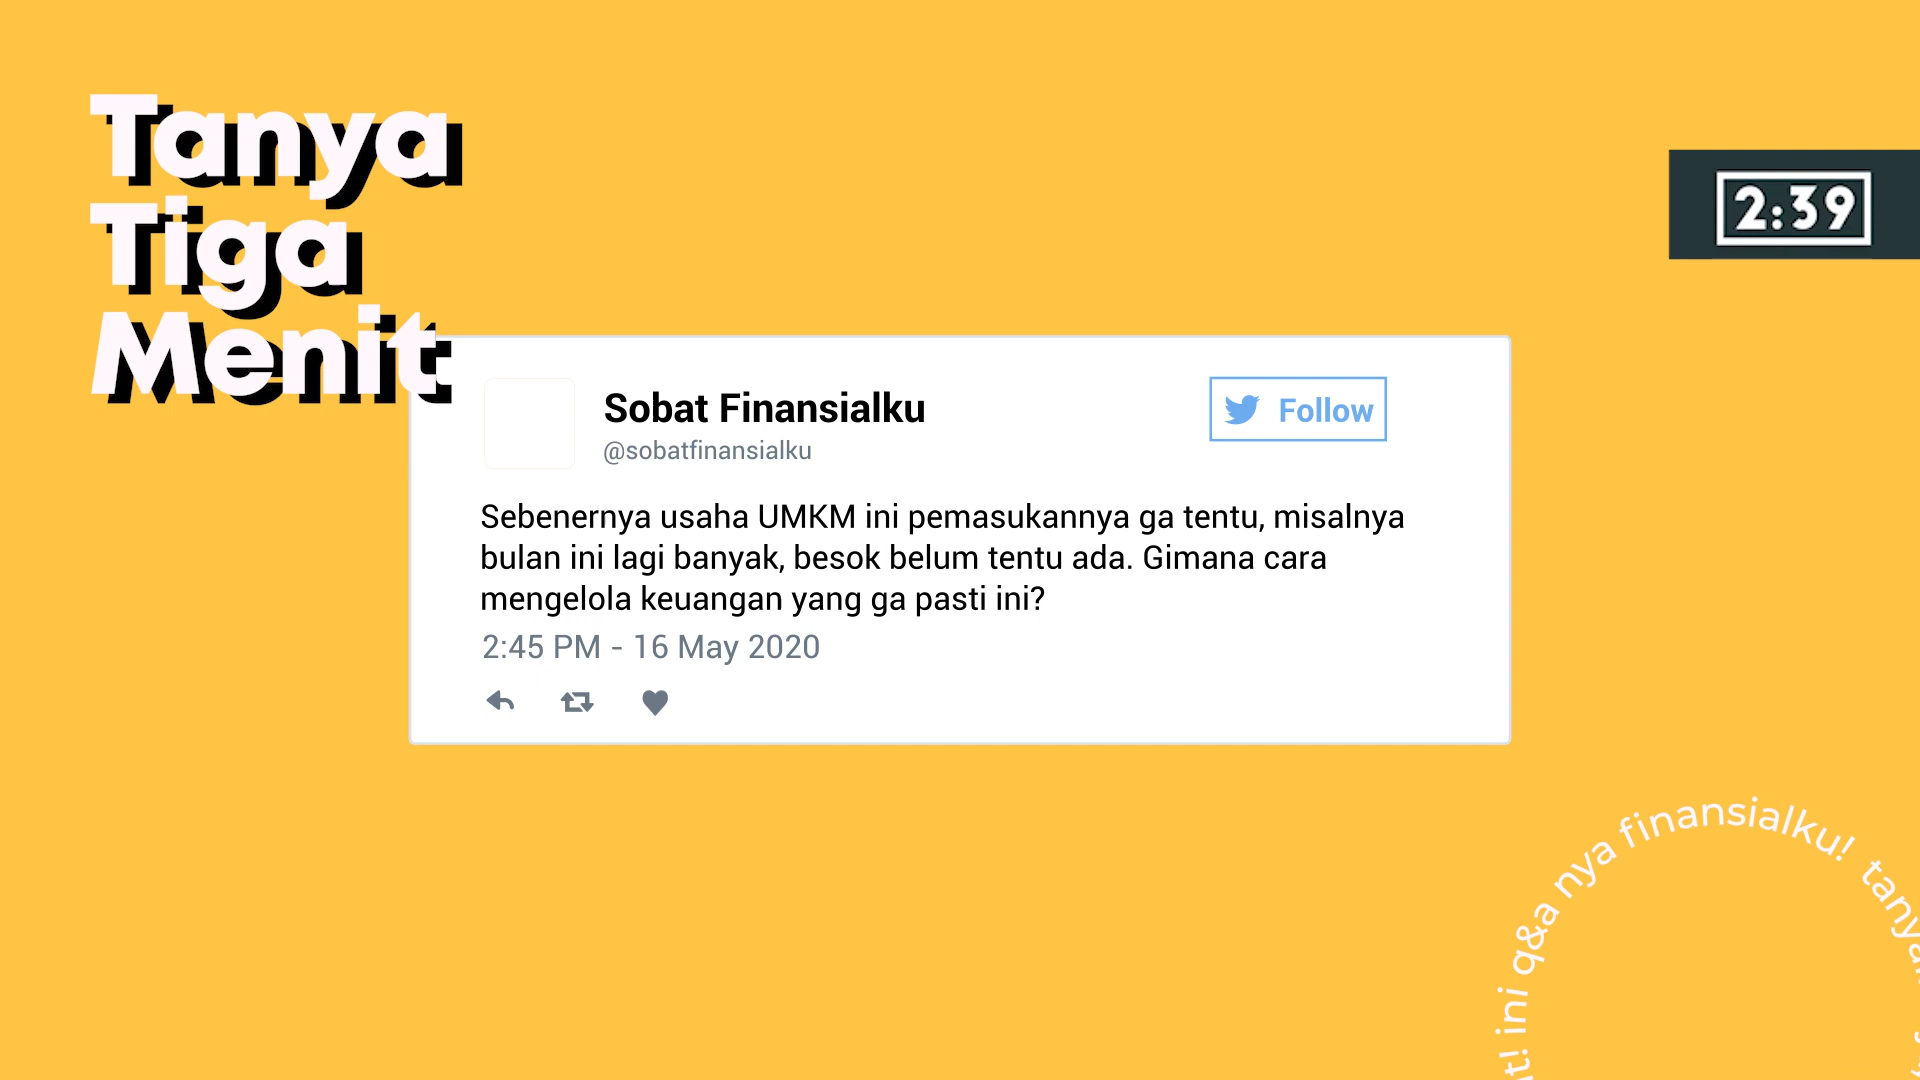 Tanya
Tiga
Menit
2:39
Sobat Finansialku
@sobatfinansialku
Follow
Sebenernya usaha UMKM ini pemasukannya ga tentu, misalnya
bulan ini lagi banyak, besok belum tentu ada. Gimana cara
mengelola keuangan yang ga pasti ini?
2:45 PM - 16 May 2020
ini q&a nya finansialku!